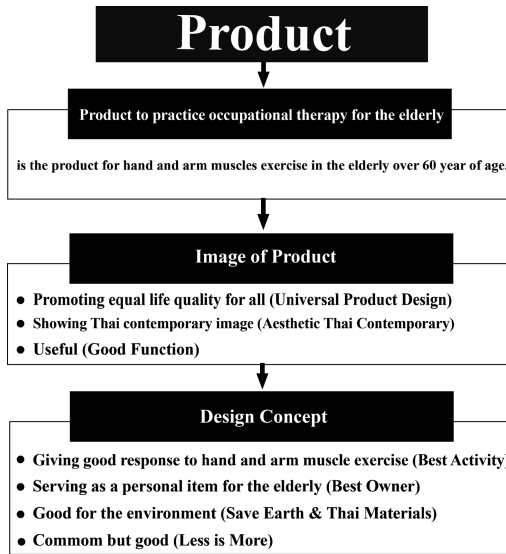 Product
Product to practice occupational therapy for the elderly
is the product for hand and arm muscles exercise in the elderly over 60 year of age.
Image of Product
● Promoting equal life quality for all (Universal Product Design)
● Showing Thai contemporary image (Aesthetic Thai Contemporary)
● Useful (Good Function)
Design Concept
● Giving good response to hand and arm muscle exercise (Best Activity)
● Serving as a personal item for the elderly (Best Owner)
● Good for the environment (Save Earth & Thai Materials)
● Commom but good (Less is More)